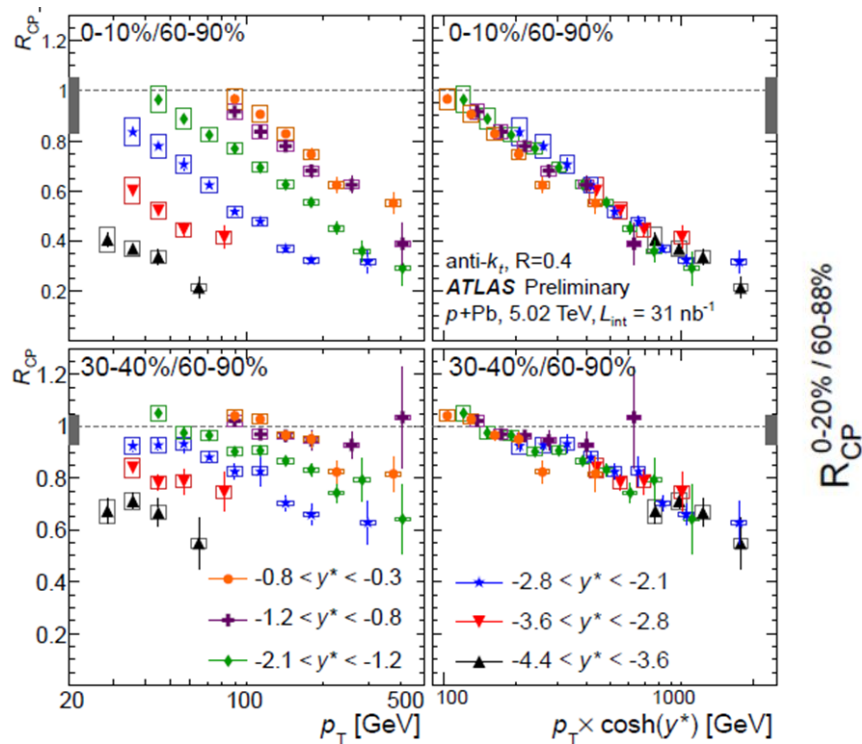 R_CP
0-10%/60-90%
0-10%/60-90%
1.2
1
0.8
0.6
0.4
0.2
anti-k_t, R=0.4
ATLAS Preliminary
p+Pb, 5.02 TeV, L_int = 31 nb^-1
R_CP
30-40%/60-90%
30-40%/60-90%
1.2
1
0.8
0.6
0.4
0.2
-0.8 < y* < -0.3
-1.2 < y* < -0.8
-2.1 < y* < -1.2
-2.8 < y* < -2.1
-3.6 < y* < -2.8
-4.4 < y* < -3.6
20
100
200
500
100
200
1000
p_T [GeV]
p_T × cosh(y*) [GeV]
R_CP^0-20% / 60-88%